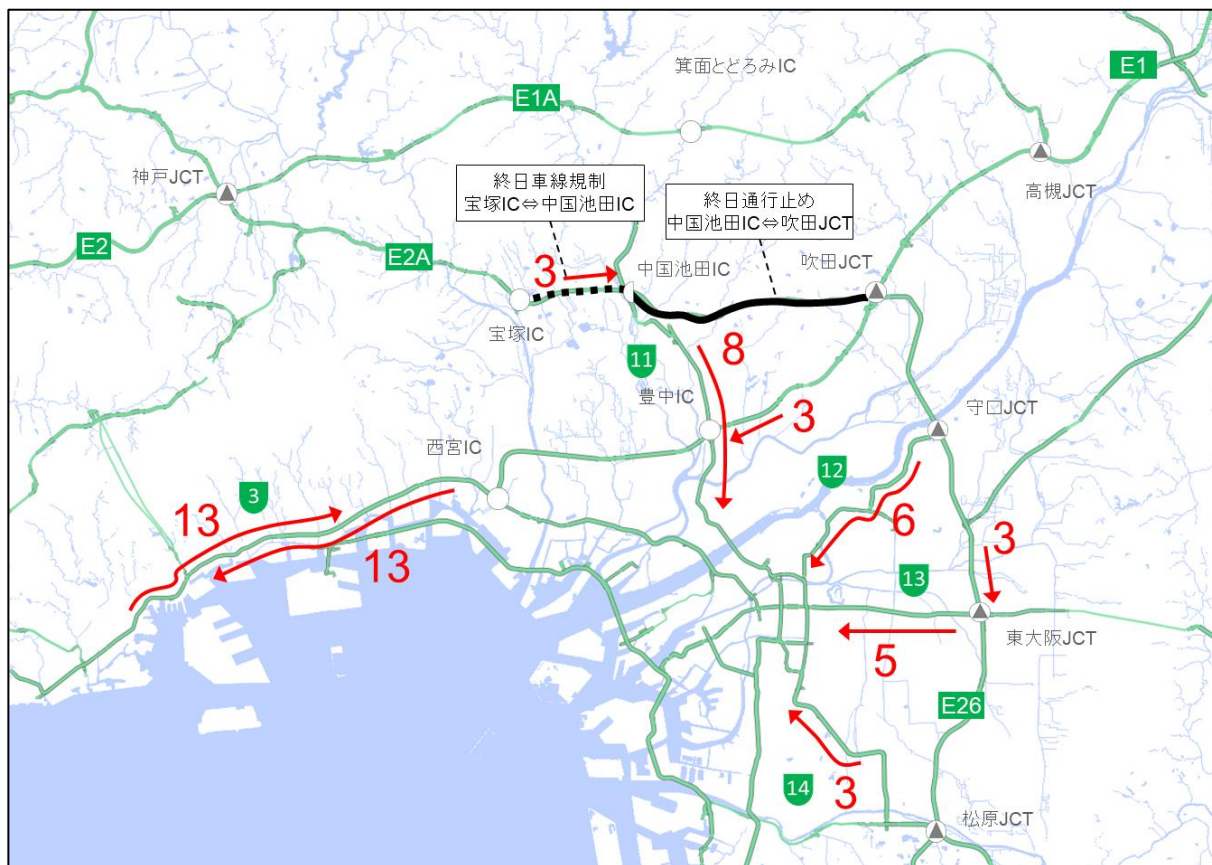 箕面とどろみIC
E1
E1A
神戸JCT
高槻JCT
終日車線規制
宝塚IC⇔中国池田IC
終日通行止め
中国池田IC⇔吹田JCT
E2
E2A
3
中国池田IC
吹田JCT
宝塚IC
11
8
豊中IC
3
守口JCT
西宮IC
12
3
13
6
3
13
13
東大阪JCT
5
E26
14
3
松原JCT